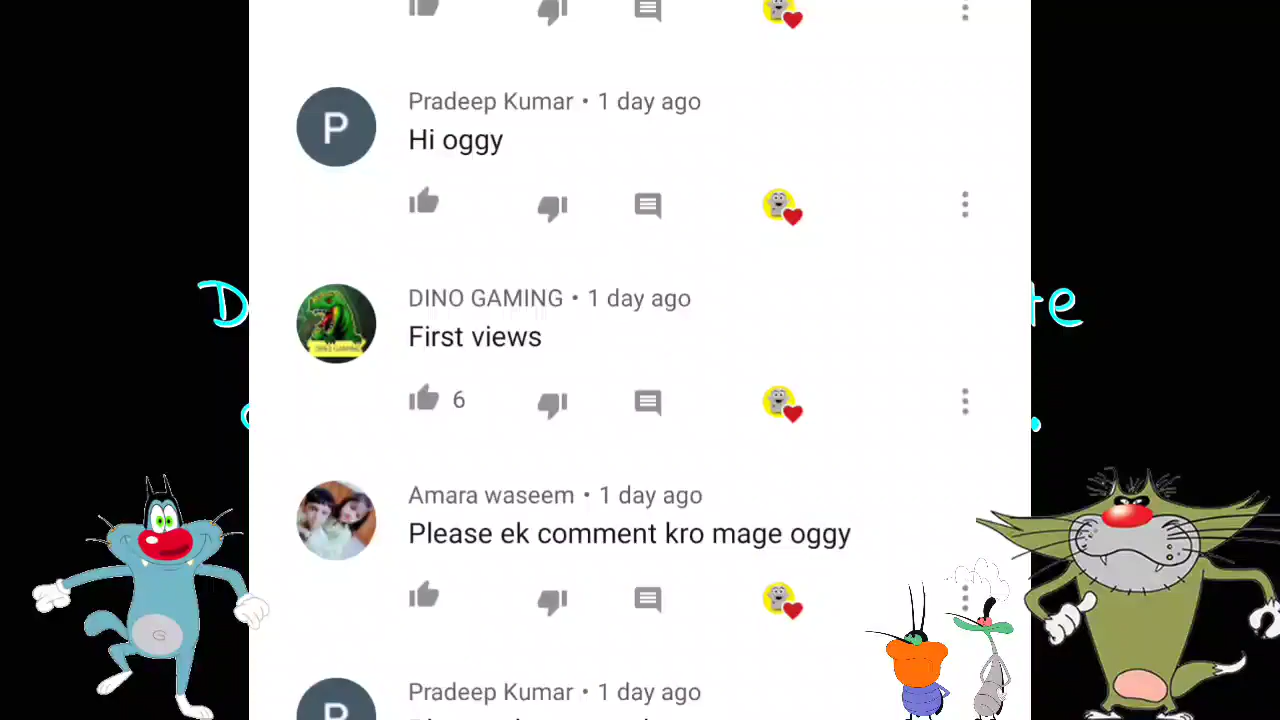 Pradeep Kumar • 1 day ago
Hi oggy
DINO GAMING • 1 day ago
First views
6
Amara waseem • 1 day ago
Please ek comment kro mage oggy
Pradeep Kumar • 1 day ago